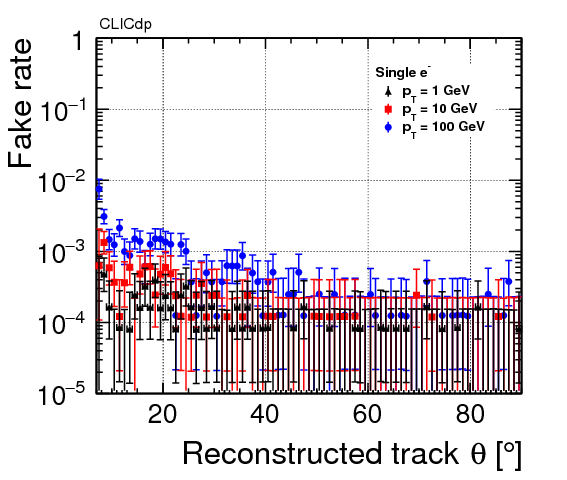 CLICdp
Fake rate
1
10⁻¹
10⁻²
10⁻³
10⁻⁴
10⁻⁵
Single e⁻
p_T = 1 GeV
p_T = 10 GeV
p_T = 100 GeV
20 40 60 80
Reconstructed track θ [°]